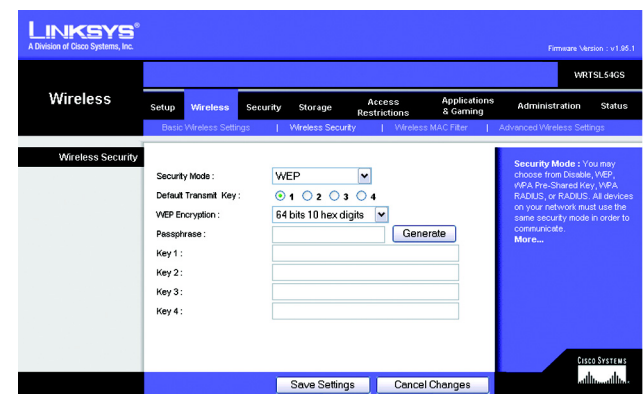 LINKSYS®
A Division of Cisco Systems, Inc.
Firmware Version : v1.95.1
WRTSL54GS
Wireless
Setup Wireless Security Storage Access Restrictions Applications & Gaming Administration Status
Basic Wireless Settings | Wireless Security | Wireless MAC Filter | Advanced Wireless Settings
Wireless Security
Security Mode : WEP
Default Transmit Key : 1 2 3 4
WEP Encryption : 64 bits 10 hex digits
Passphrase : Generate
Key 1 :
Key 2 :
Key 3 :
Key 4 :
Security Mode : You may
choose from Disable, WEP,
WPA Pre-Shared Key, WPA
RADIUS, or RADIUS. All devices
on your network must use the
same security mode in order to
communicate.
More...
CISCO SYSTEMS
Save Settings Cancel Changes